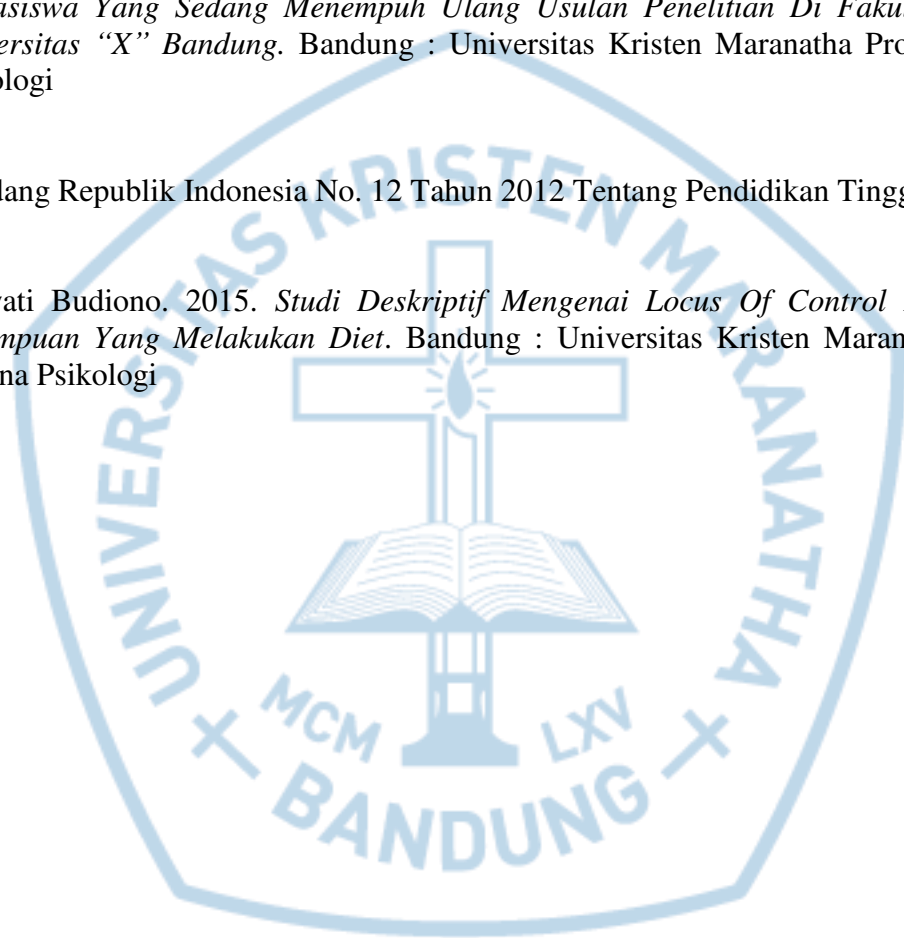 asiswa Yang Sedang Menempuh Ulang Usulan Penelitian Di Faku
ersitas “X” Bandung. Bandung : Universitas Kristen Maranatha Pro
ologi
dang Republik Indonesia No. 12 Tahun 2012 Tentang Pendidikan Tingg
ati Budiono. 2015. Studi Deskriptif Mengenai Locus Of Control
mpuan Yang Melakukan Diet. Bandung : Universitas Kristen Maran
na Psikologi
UNIVERSITAS KRISTEN MARANATHA
MCM LXV
BANDUNG